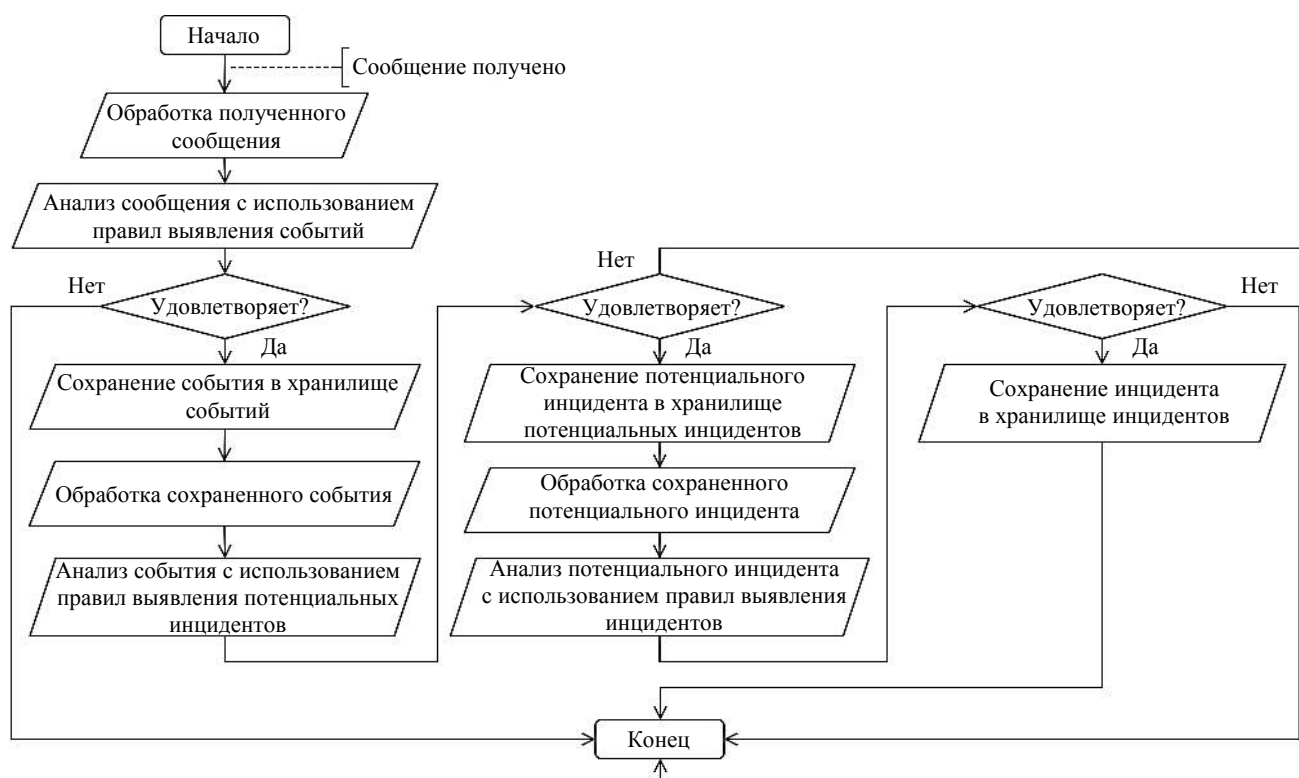 Начало
Сообщение получено
Обработка полученного
сообщения
Анализ сообщения с использованием
правил выявления событий
Нет
Удовлетворяет?
Да
Сохранение события в хранилище
событий
Обработка сохраненного события
Анализ события с использованием
правил выявления потенциальных
инцидентов
Нет
Удовлетворяет?
Да
Сохранение потенциального
инцидента в хранилище
потенциальных инцидентов
Обработка сохраненного
потенциального инцидента
Анализ потенциального инцидента
с использованием правил выявления
инцидентов
Удовлетворяет?
Нет
Да
Сохранение инцидента
в хранилище инцидентов
Конец